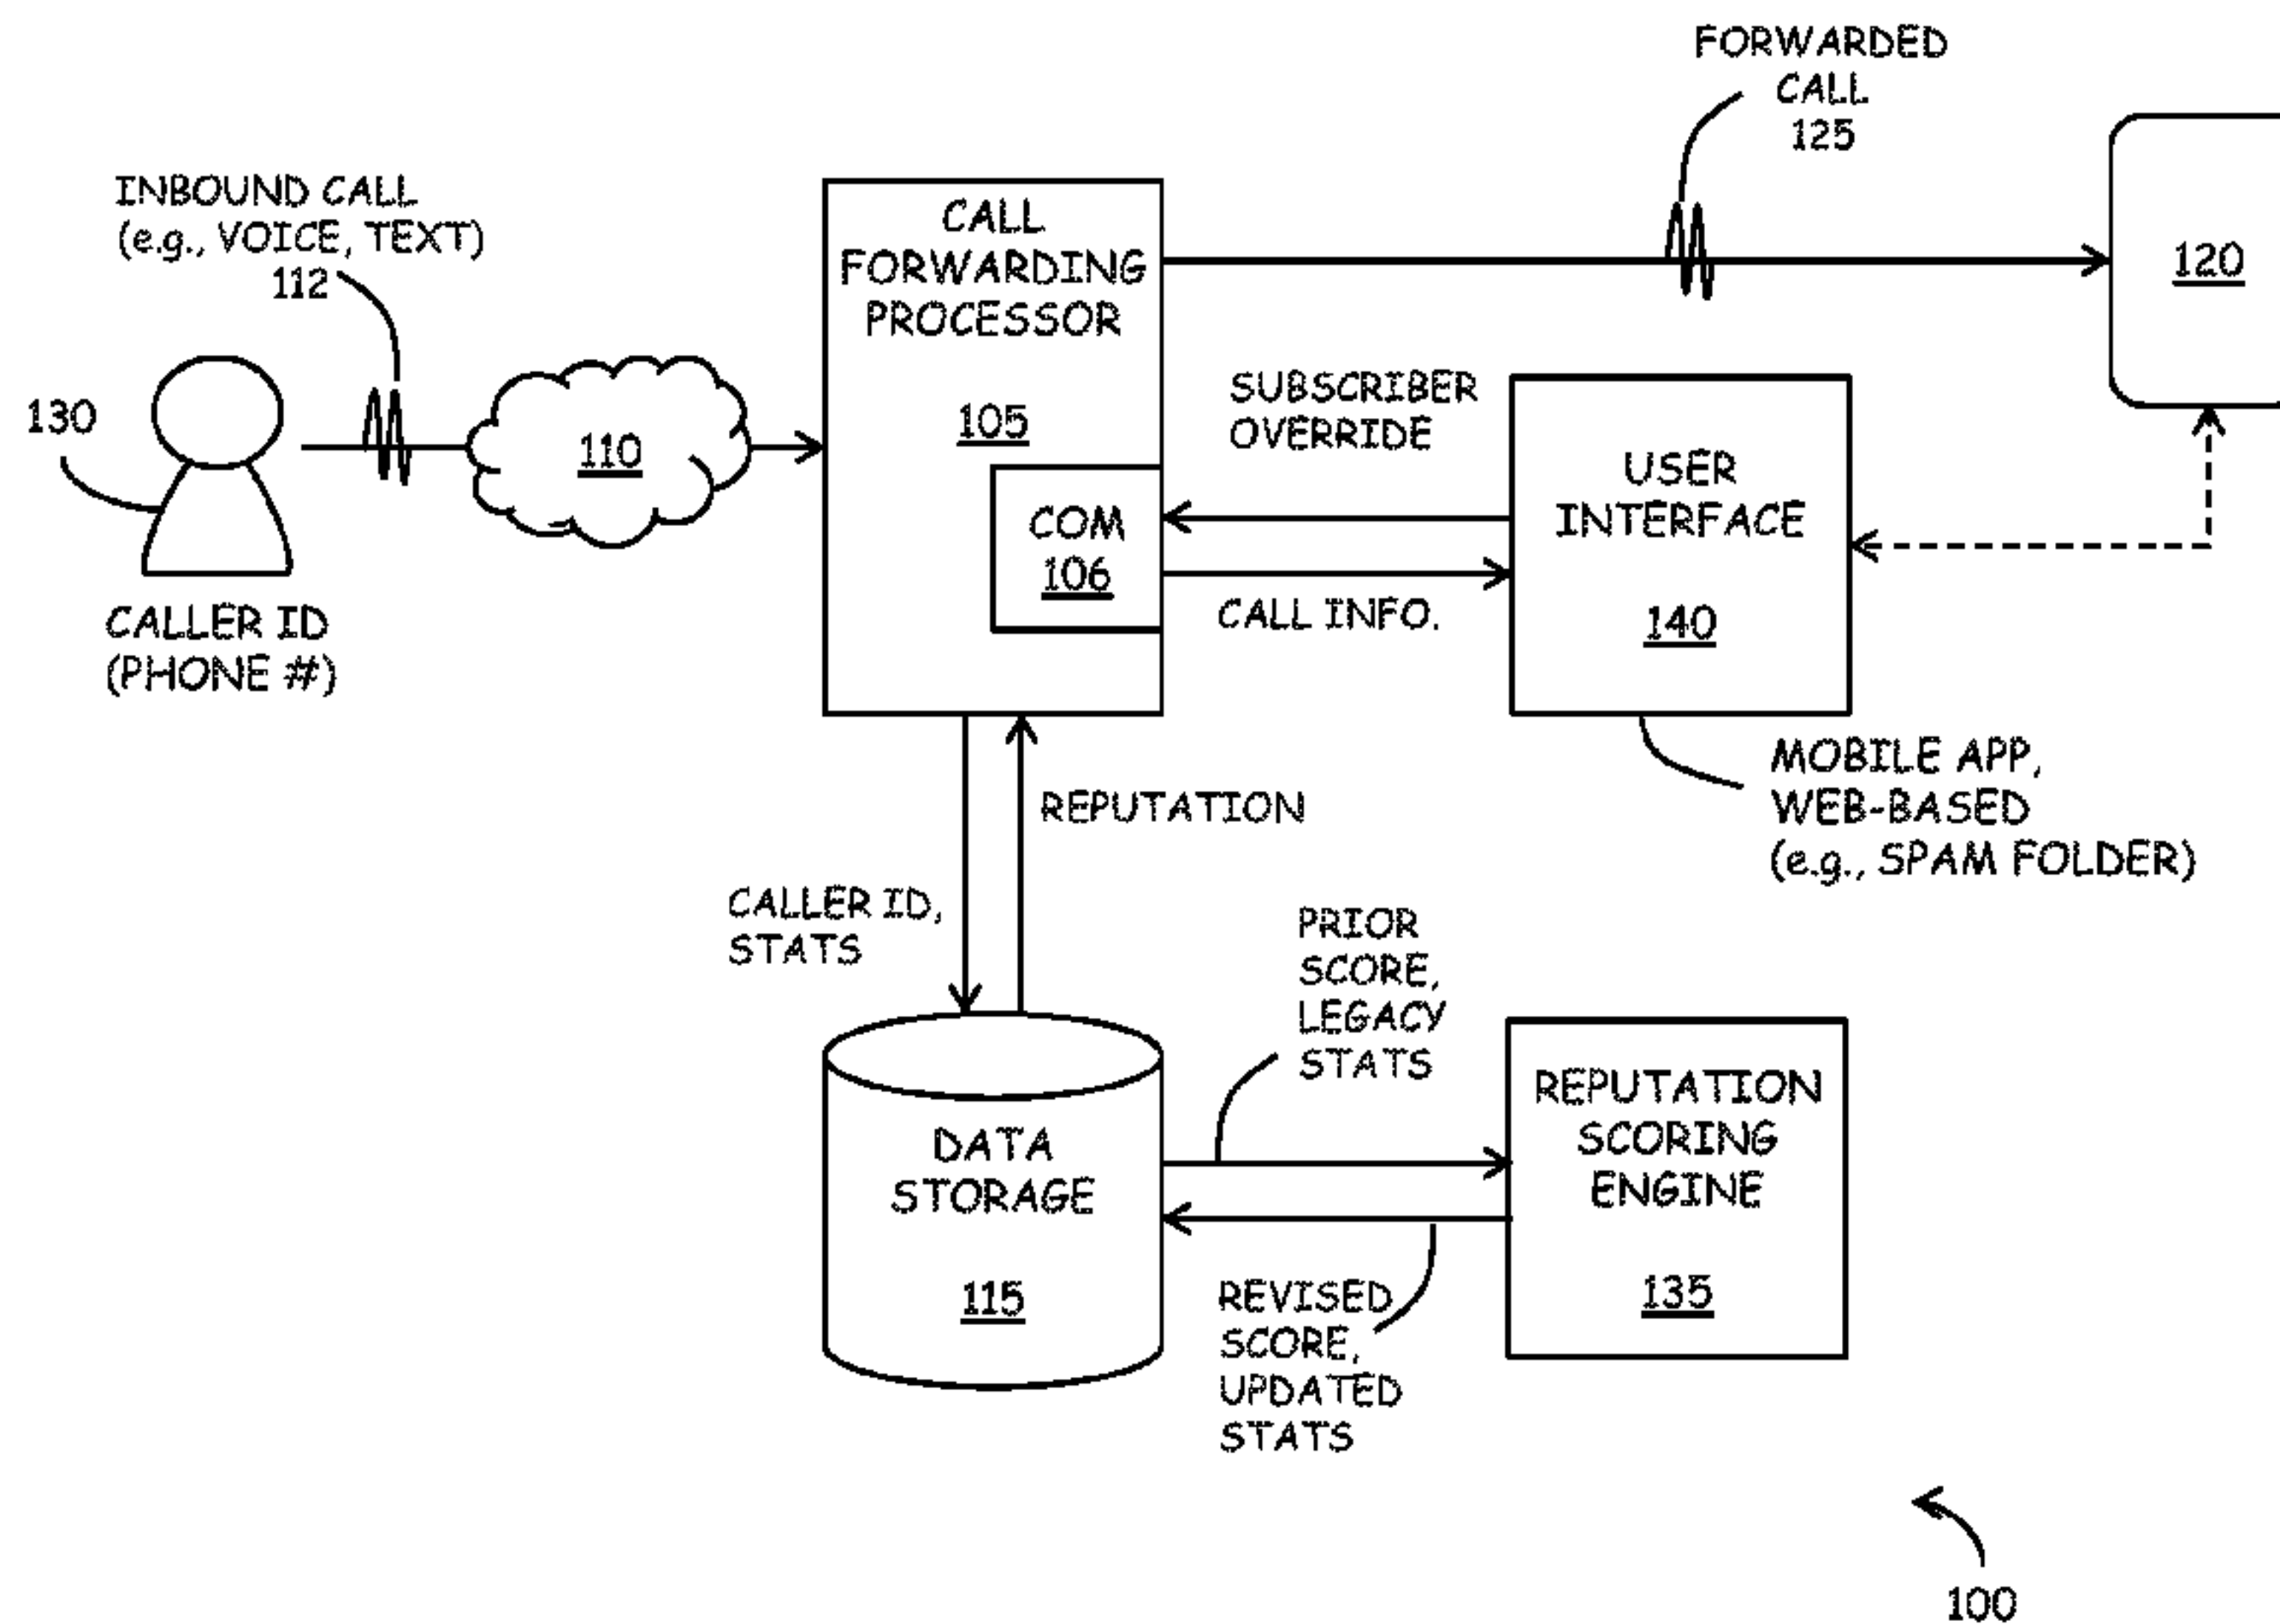 FORWARDED
CALL
125
INBOUND CALL
(e.g., VOICE, TEXT)
112
CALL
FORWARDING
PROCESSOR
105
120
130
110
SUBSCRIBER
OVERRIDE
COM
106
USER
INTERFACE
140
CALL INFO.
CALLER ID
(PHONE #)
MOBILE APP,
WEB-BASED
(e.g., SPAM FOLDER)
REPUTATION
CALLER ID,
STATS
PRIOR
SCORE,
LEGACY
STATS
DATA
STORAGE
115
REPUTATION
SCORING
ENGINE
135
REVISED
SCORE,
UPDATED
STATS
100